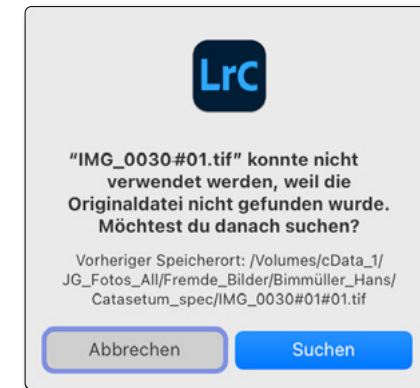 LrC
"IMG_0030-#01.tif" konnte nicht
verwendet werden, weil die
Originaldatei nicht gefunden wurde.
Möchtest du danach suchen?
Vorheriger Speicherort: /Volumes/cData_1/
JG_Fotos_All/Fremde_Bilder/Bimmüller_Hans/
Catasetum_spec/IMG_0030#01#01.tif
Abbrechen
Suchen